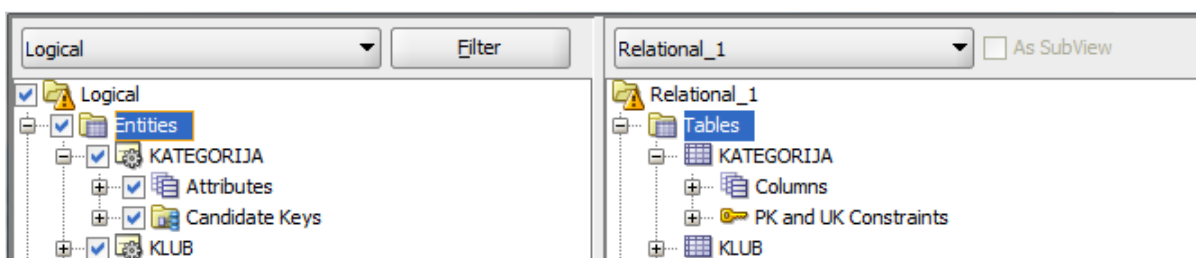 Logical Filter
Logical
Entities
KATEGORIJA
Attributes
Candidate Keys
KLUB
Relational_1 As SubView
Relational_1
Tables
KATEGORIJA
Columns
PK and UK Constraints
KLUB